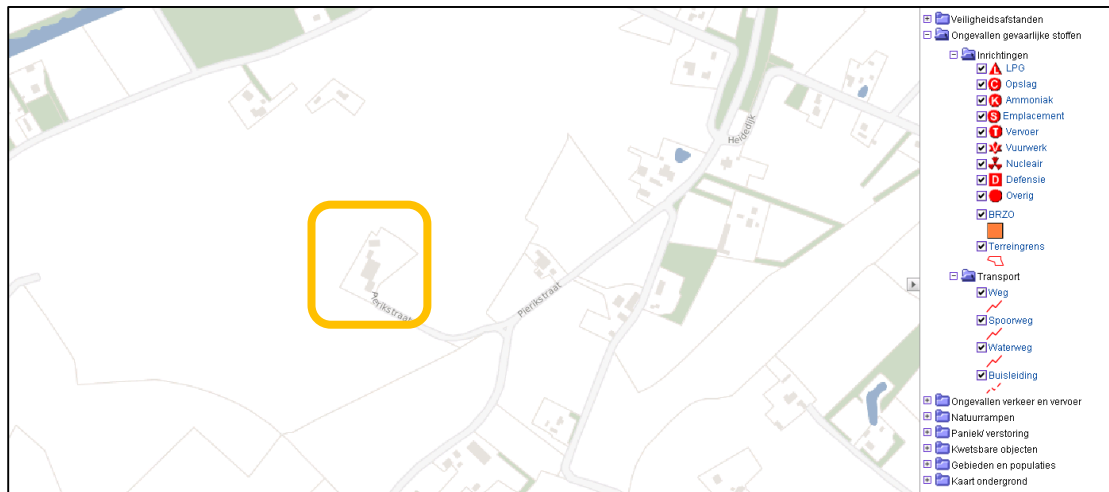 Heidedijk
Pierikstraat
Pierikstraat
Veiligheidsafstanden
Ongevallen gevaarlijke stoffen
Inrichtingen
L LPG
C Opslag
K Ammoniak
S Emplacement
T Vervoer
Vuurwerk
Nucleair
D Defensie
Overig
BRZO
Terreingrens
Transport
Weg
Spoorweg
Waterweg
Buisleiding
Ongevallen verkeer en vervoer
Natuurrampen
Paniek/ verstoring
Kwetsbare objecten
Gebieden en populaties
Kaart ondergrond